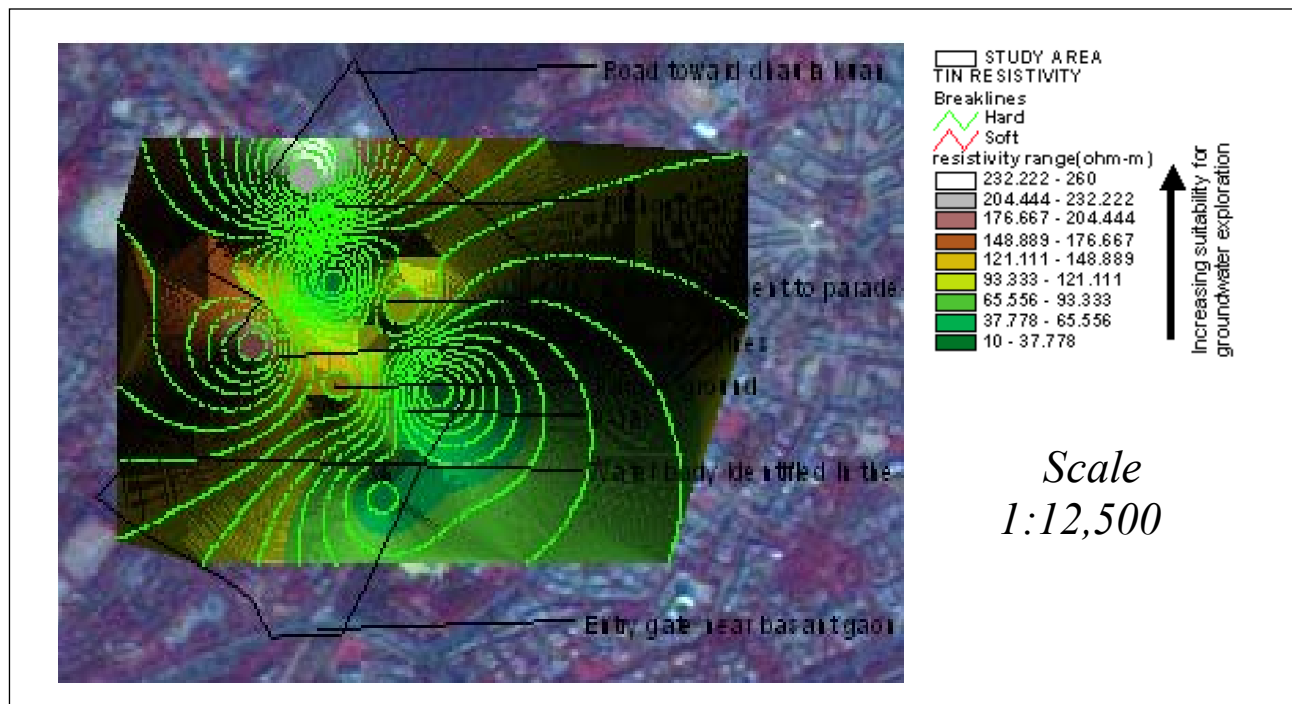 Road toward dhaula kuan
ent to parade
ground
Water body identified in the
Entry gate near basant gaon
STUDY AREA
TIN RESISTIVITY
Breaklines
Hard
Soft
resistivity range(ohm-m)
232.222 - 260
204.444 - 232.222
176.667 - 204.444
148.889 - 176.667
121.111 - 148.889
93.333 - 121.111
65.556 - 93.333
37.778 - 65.556
10 - 37.778
Increasing suitability for
groundwater exploration
Scale
1:12,500